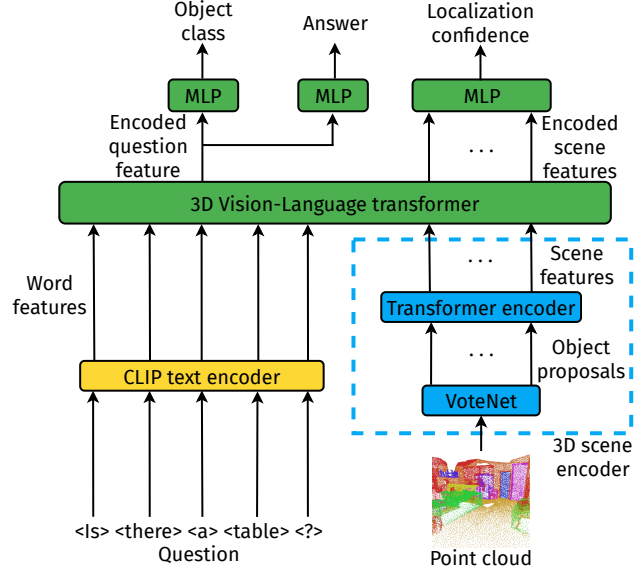 Object
class
Answer
Localization
confidence
MLP
MLP
MLP
Encoded
question
feature
. . .
Encoded
scene
features
3D Vision-Language transformer
Word
features
. . .
Scene
features
Transformer encoder
. . .
Object
proposals
CLIP text encoder
VoteNet
3D scene
encoder
<Is> <there> <a> <table> <?>
Question
Point cloud